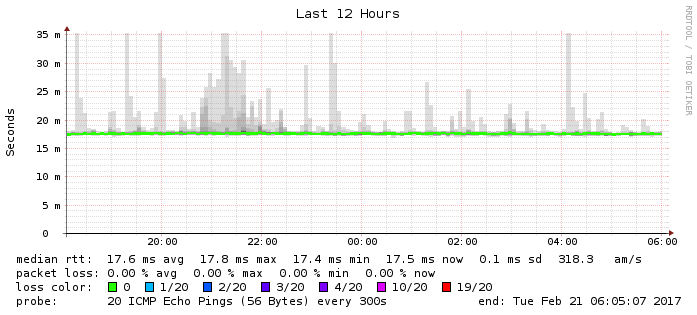 Last 12 Hours
RRDTOOL / TOBI OETIKER
Seconds
35 m
30 m
25 m
20 m
15 m
10 m
5 m
0
20:00 22:00 00:00 02:00 04:00 06:00
median rtt: 17.6 ms avg 17.8 ms max 17.4 ms min 17.5 ms now 0.1 ms sd 318.3 am/s
packet loss: 0.00 % avg 0.00 % max 0.00 % min 0.00 % now
loss color: 0 1/20 2/20 3/20 4/20 10/20 19/20
probe: 20 ICMP Echo Pings (56 Bytes) every 300s end: Tue Feb 21 06:05:07 2017